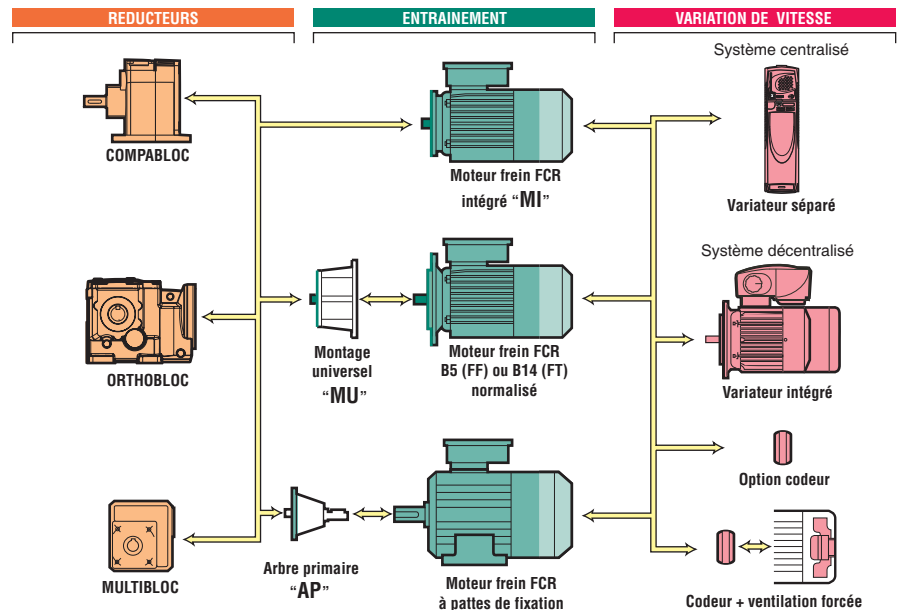 REDUCTEURS
ENTRAINEMENT
VARIATION DE VITESSE
COMPABLOC
Moteur frein FCR
intégré “MI”
Système centralisé
Variateur séparé
ORTHOBLOC
Montage
universel
“MU”
Moteur frein FCR
B5 (FF) ou B14 (FT)
normalisé
Système décentralisé
Variateur intégré
Option codeur
MULTIBLOC
Arbre primaire
“AP”
Moteur frein FCR
à pattes de fixation
Codeur + ventilation forcée